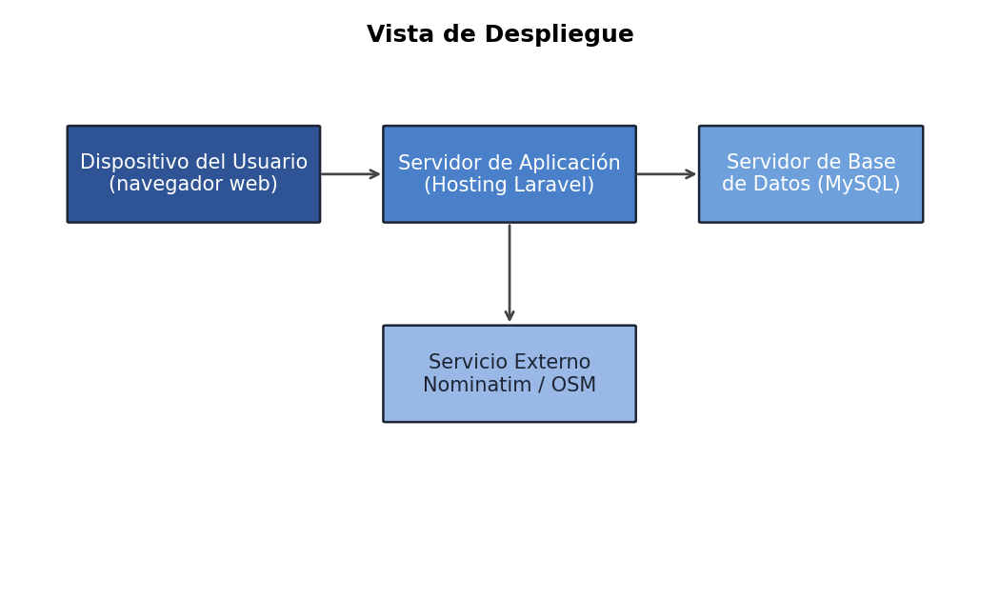 Vista de Despliegue
Dispositivo del Usuario
(navegador web)
Servidor de Aplicación
(Hosting Laravel)
Servidor de Base
de Datos (MySQL)
Servicio Externo
Nominatim / OSM